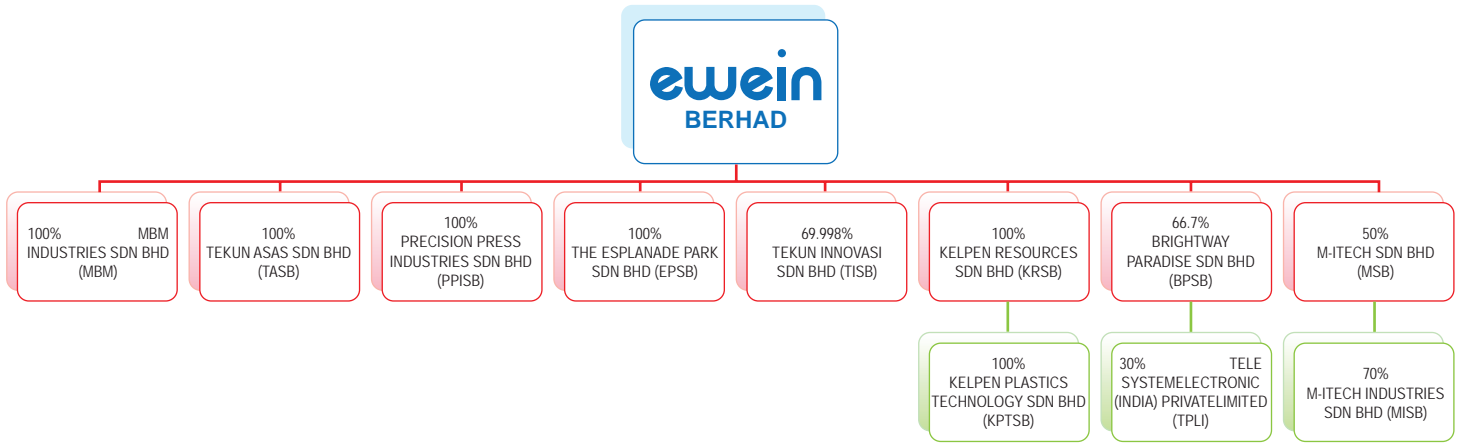 ewein
BERHAD
100% MBM
INDUSTRIES SDN BHD
(MBM)
100%
TEKUN ASAS SDN BHD
(TASB)
100%
PRECISION PRESS
INDUSTRIES SDN BHD
(PPISB)
100%
THE ESPLANADE PARK
SDN BHD (EPSB)
69.998%
TEKUN INNOVASI
SDN BHD (TISB)
100%
KELPEN RESOURCES
SDN BHD (KRSB)
66.7%
BRIGHTWAY
PARADISE SDN BHD
(BPSB)
50%
M-ITECH SDN BHD
(MSB)
100%
KELPEN PLASTICS
TECHNOLOGY SDN BHD
(KPTSB)
30% TELE
SYSTEMELECTRONIC
(INDIA) PRIVATELIMITED
(TPLI)
70%
M-ITECH INDUSTRIES
SDN BHD (MISB)